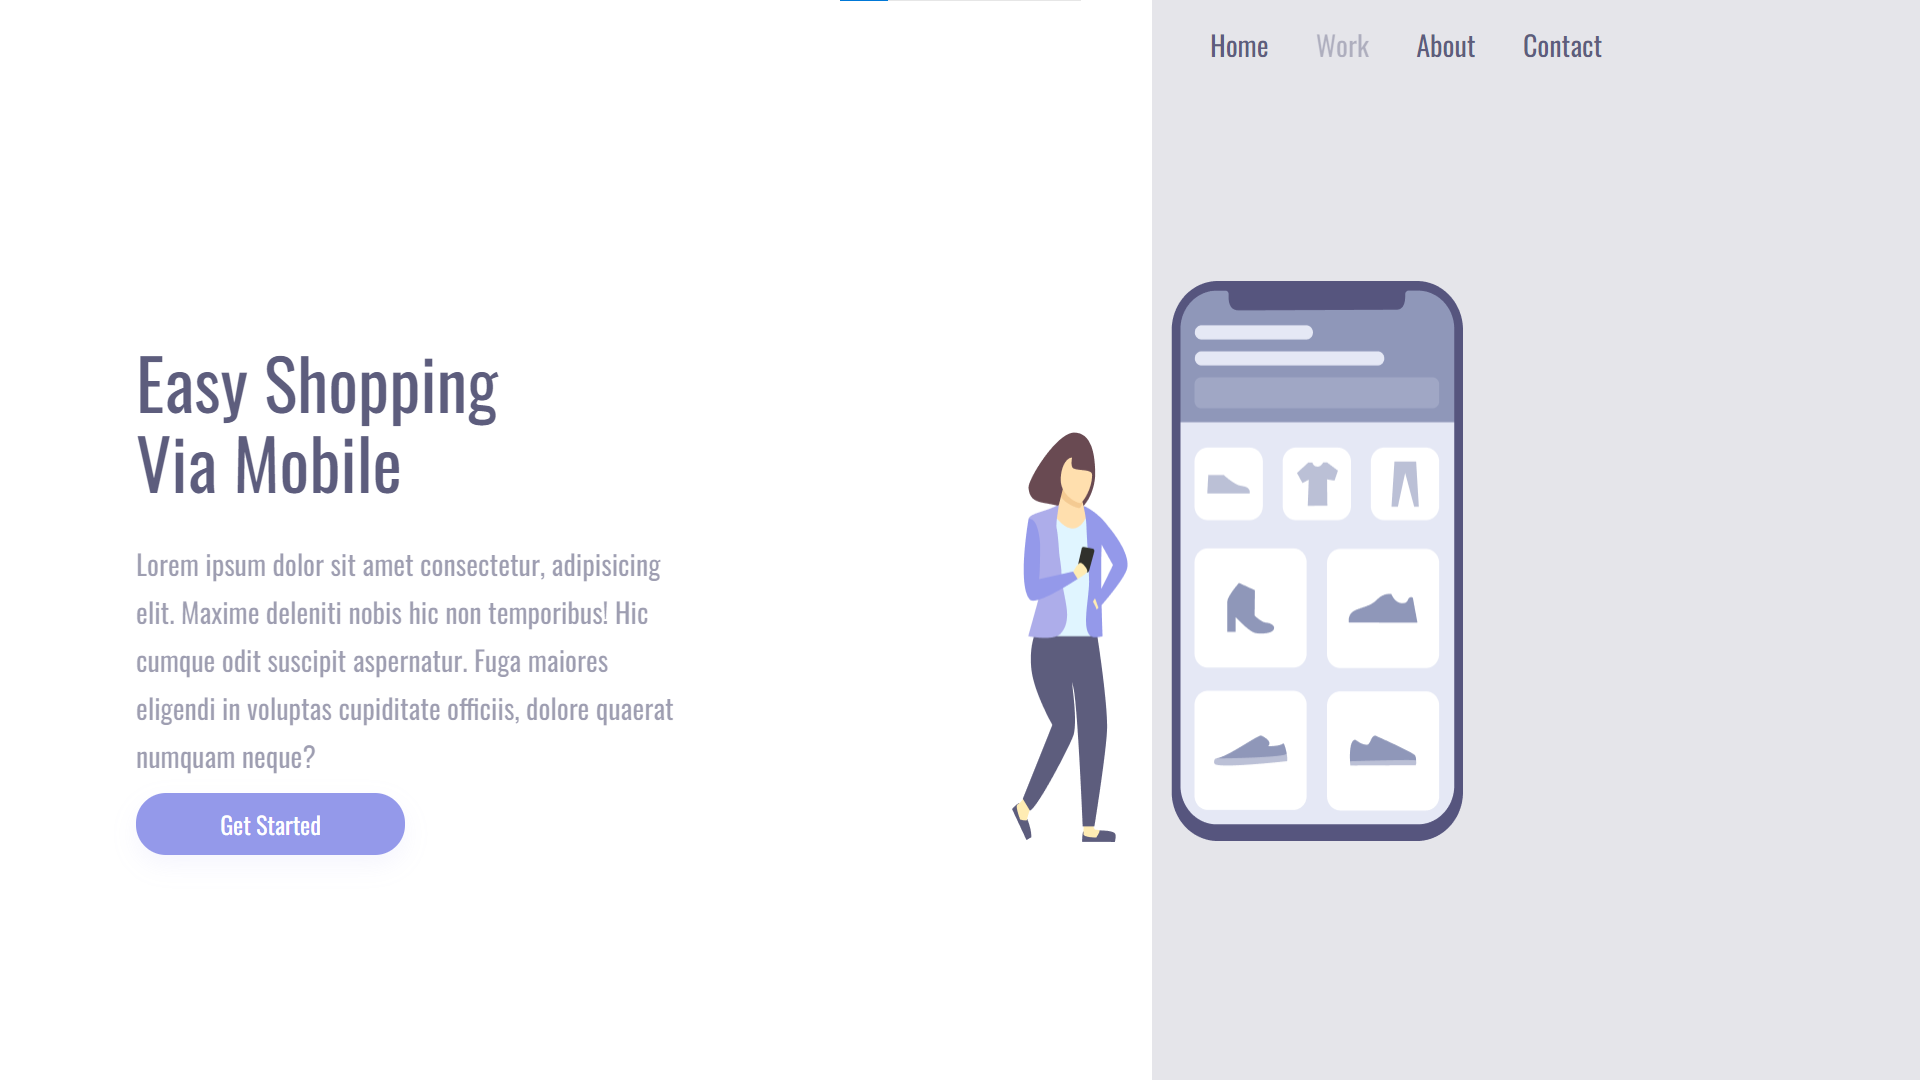 Home Work About Contact
Easy Shopping
Via Mobile
Lorem ipsum dolor sit amet consectetur, adipisicing
elit. Maxime deleniti nobis hic non temporibus! Hic
cumque odit suscipit aspernatur. Fuga maiores
eligendi in voluptas cupiditate officiis, dolore quaerat
numquam neque?
Get Started